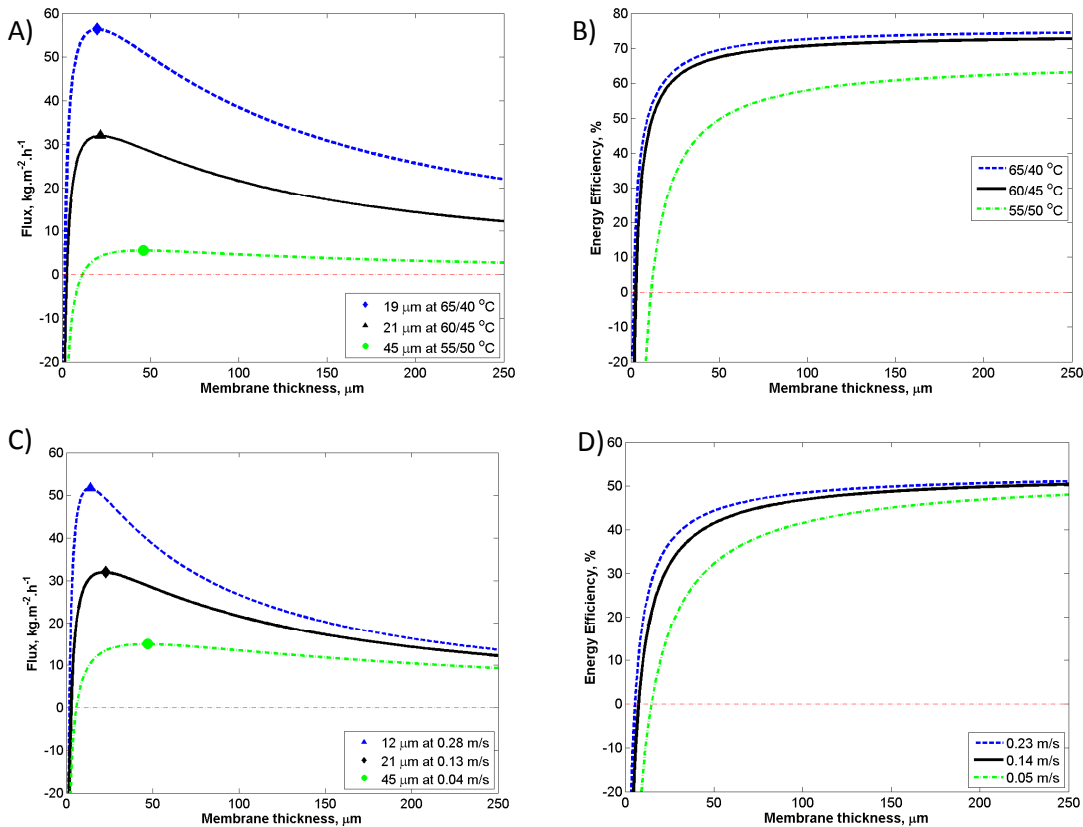 A)
60
50
40
30
20
10
0
-10
-20
Flux, kg.m-2.h-1
19 μm at 65/40 oC
21 μm at 60/45 oC
45 μm at 55/50 oC
0 50 100 150 200 250
Membrane thickness, μm
B)
80
70
60
50
40
30
20
10
0
-10
-20
Energy Efficiency, %
65/40 oC
60/45 oC
55/50 oC
0 50 100 150 200 250
Membrane thickness, μm
C)
60
50
40
30
20
10
0
-10
-20
Flux, kg.m-2.h-1
12 μm at 0.28 m/s
21 μm at 0.13 m/s
45 μm at 0.04 m/s
0 50 100 150 200 250
Membrane thickness, μm
D)
60
50
40
30
20
10
0
-10
-20
Energy Efficiency, %
0.23 m/s
0.14 m/s
0.05 m/s
0 50 100 150 200 250
Membrane thickness, μm